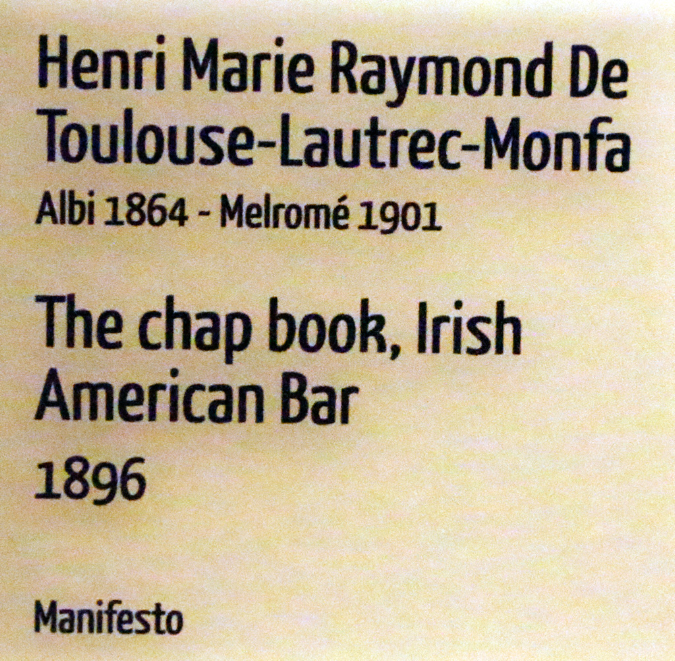 Henri Marie Raymond De
Toulouse-Lautrec-Monfa
Albi 1864 - Melromé 1901
The chap book, Irish
American Bar
1896
Manifesto